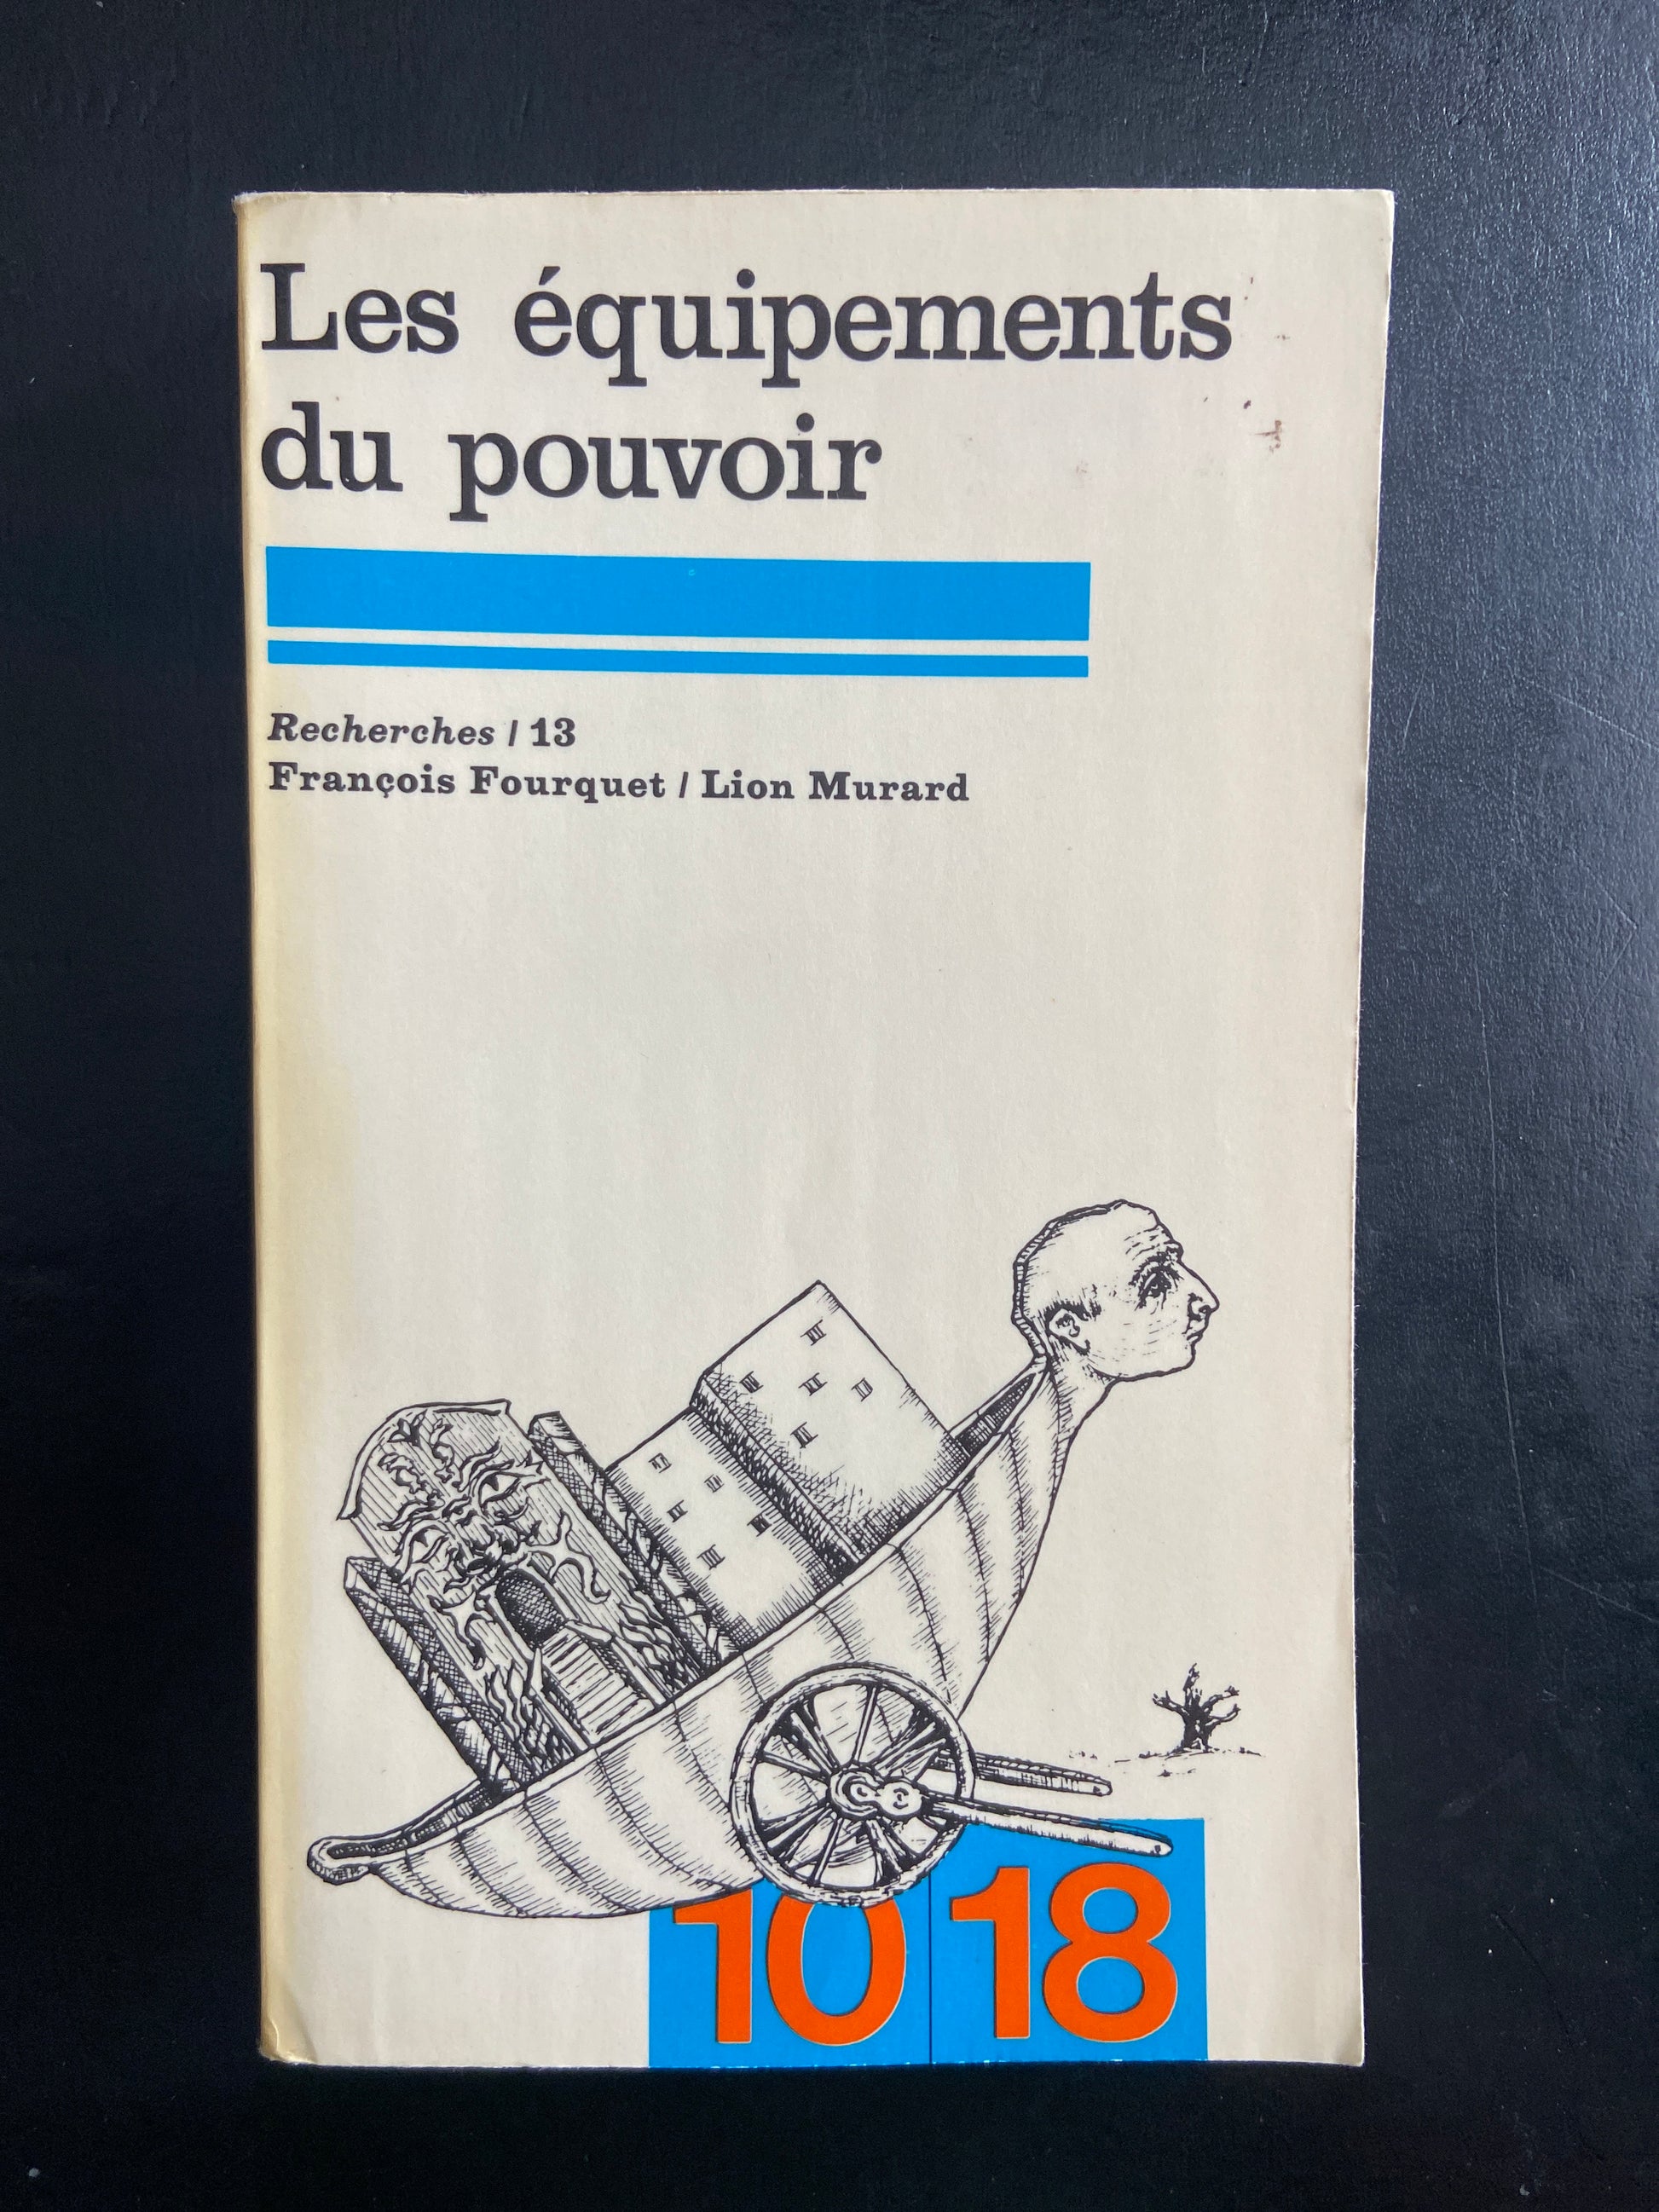 Les équipements
du pouvoir
Recherches / 13
François Fourquet / Lion Murard
10 18